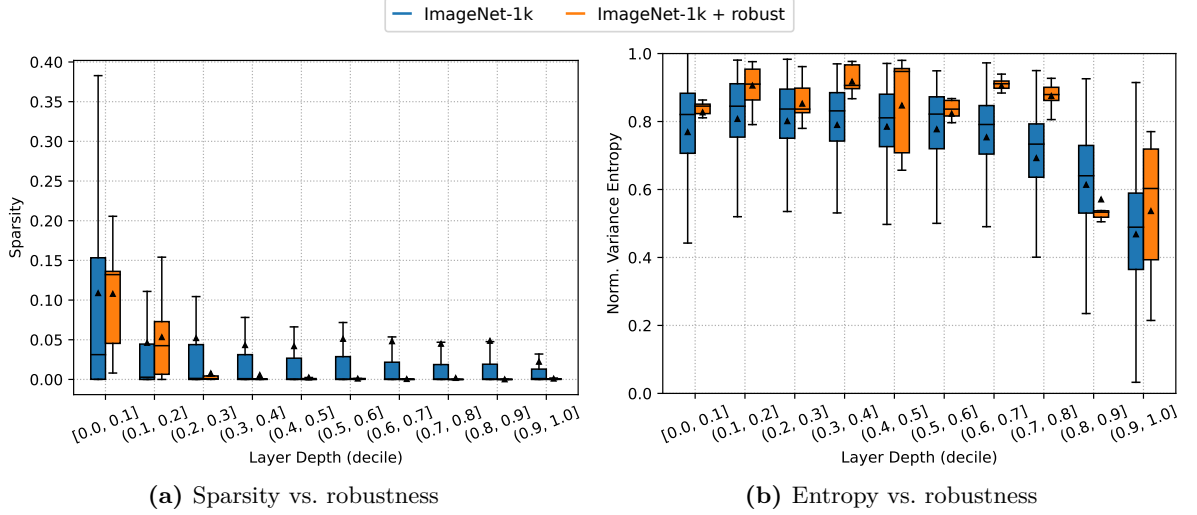 ImageNet-1k ImageNet-1k + robust
Sparsity
0.40
0.35
0.30
0.25
0.20
0.15
0.10
0.05
0.00
[0.0, 0.1] (0.1, 0.2] (0.2, 0.3] (0.3, 0.4] (0.4, 0.5] (0.5, 0.6] (0.6, 0.7] (0.7, 0.8] (0.8, 0.9] (0.9, 1.0]
Layer Depth (decile)
(a) Sparsity vs. robustness
Norm. Variance Entropy
1.0
0.8
0.6
0.4
0.2
0.0
[0.0, 0.1] (0.1, 0.2] (0.2, 0.3] (0.3, 0.4] (0.4, 0.5] (0.5, 0.6] (0.6, 0.7] (0.7, 0.8] (0.8, 0.9] (0.9, 1.0]
Layer Depth (decile)
(b) Entropy vs. robustness